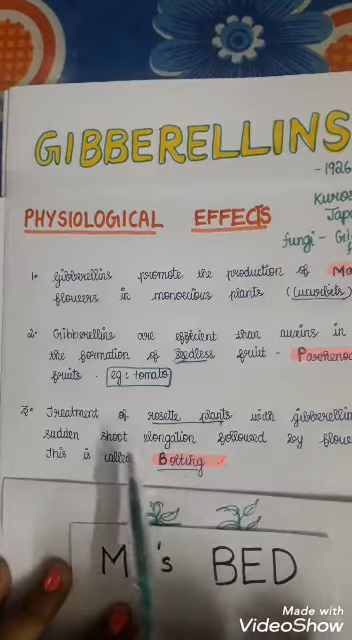 GIBBERELLINS
- 1926
Kuros
Japa
fungi - Gi
PHYSIOLOGICAL EFFECTS
1. Gibberellins promote the production of Ma
flowers in monoecious plants (cucurbits)
2. Gibberellins are efficient than auxins in
the formation of seedless fruit - Parthenoc
fruits. eg: tomato
3. Treatment of rosette plants with gibberellin
sudden shoot elongation followed by flowe
This is called Bolting
M 's BED
Made with
VideoShow